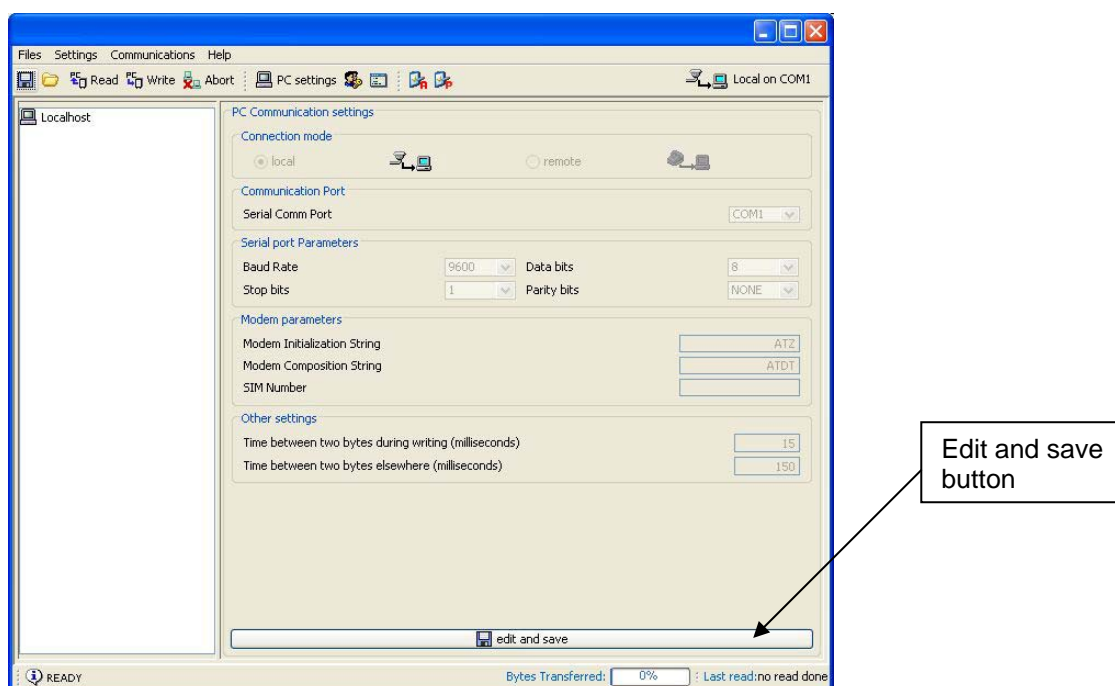 Files Settings Communications Help
Read Write Abort PC settings Local on COM1
Localhost
PC Communication settings
Connection mode
local remote
Communication Port
Serial Comm Port COM1
Serial port Parameters
Baud Rate 9600 Data bits 8
Stop bits 1 Parity bits NONE
Modem parameters
Modem Initialization String ATZ
Modem Composition String ATDT
SIM Number
Other settings
Time between two bytes during writing (milliseconds) 15
Time between two bytes elsewhere (milliseconds) 150
Edit and save
button
edit and save
READY Bytes Transferred: 0% Last read:no read done